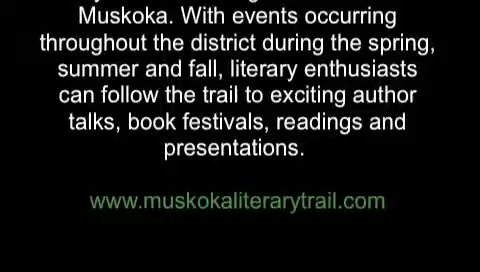 Muskoka. With events occurring
throughout the district during the spring,
summer and fall, literary enthusiasts
can follow the trail to exciting author
talks, book festivals, readings and
presentations.
www.muskokaliterarytrail.com